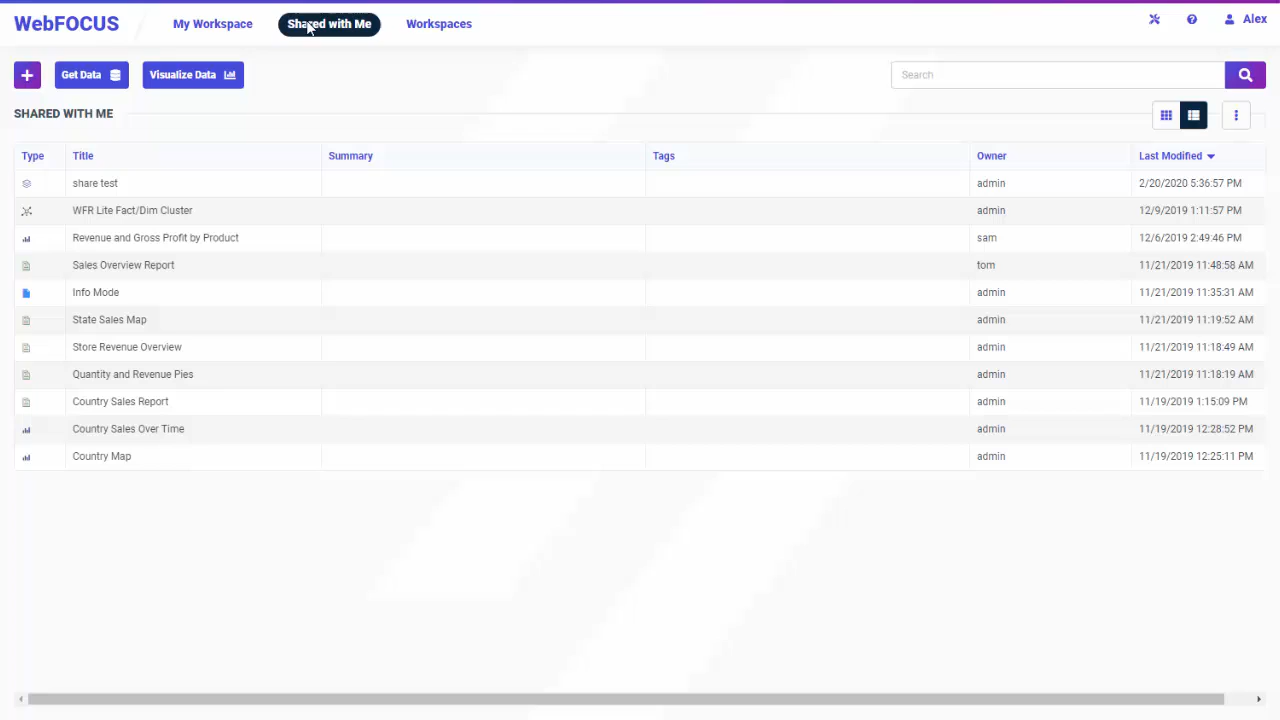 WebFOCUS My Workspace Shared with Me Workspaces Alex
Get Data Visualize Data Search
SHARED WITH ME
Type Title Summary Tags Owner Last Modified
share test admin 2/20/2020 5:36:57 PM
WFR Lite Fact/Dim Cluster admin 12/9/2019 1:11:57 PM
Revenue and Gross Profit by Product sam 12/6/2019 2:49:46 PM
Sales Overview Report tom 11/21/2019 11:48:58 AM
Info Mode admin 11/21/2019 11:35:31 AM
State Sales Map admin 11/21/2019 11:19:52 AM
Store Revenue Overview admin 11/21/2019 11:18:49 AM
Quantity and Revenue Pies admin 11/21/2019 11:18:19 AM
Country Sales Report admin 11/19/2019 1:15:09 PM
Country Sales Over Time admin 11/19/2019 12:28:52 PM
Country Map admin 11/19/2019 12:25:11 PM